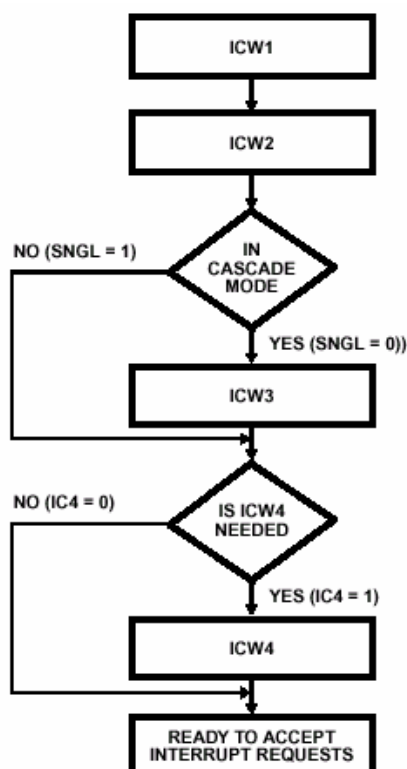 ICW1
ICW2
NO (SNGL = 1)
IN
CASCADE
MODE
YES (SNGL = 0))
ICW3
NO (IC4 = 0)
IS ICW4
NEEDED
YES (IC4 = 1)
ICW4
READY TO ACCEPT
INTERRUPT REQUESTS